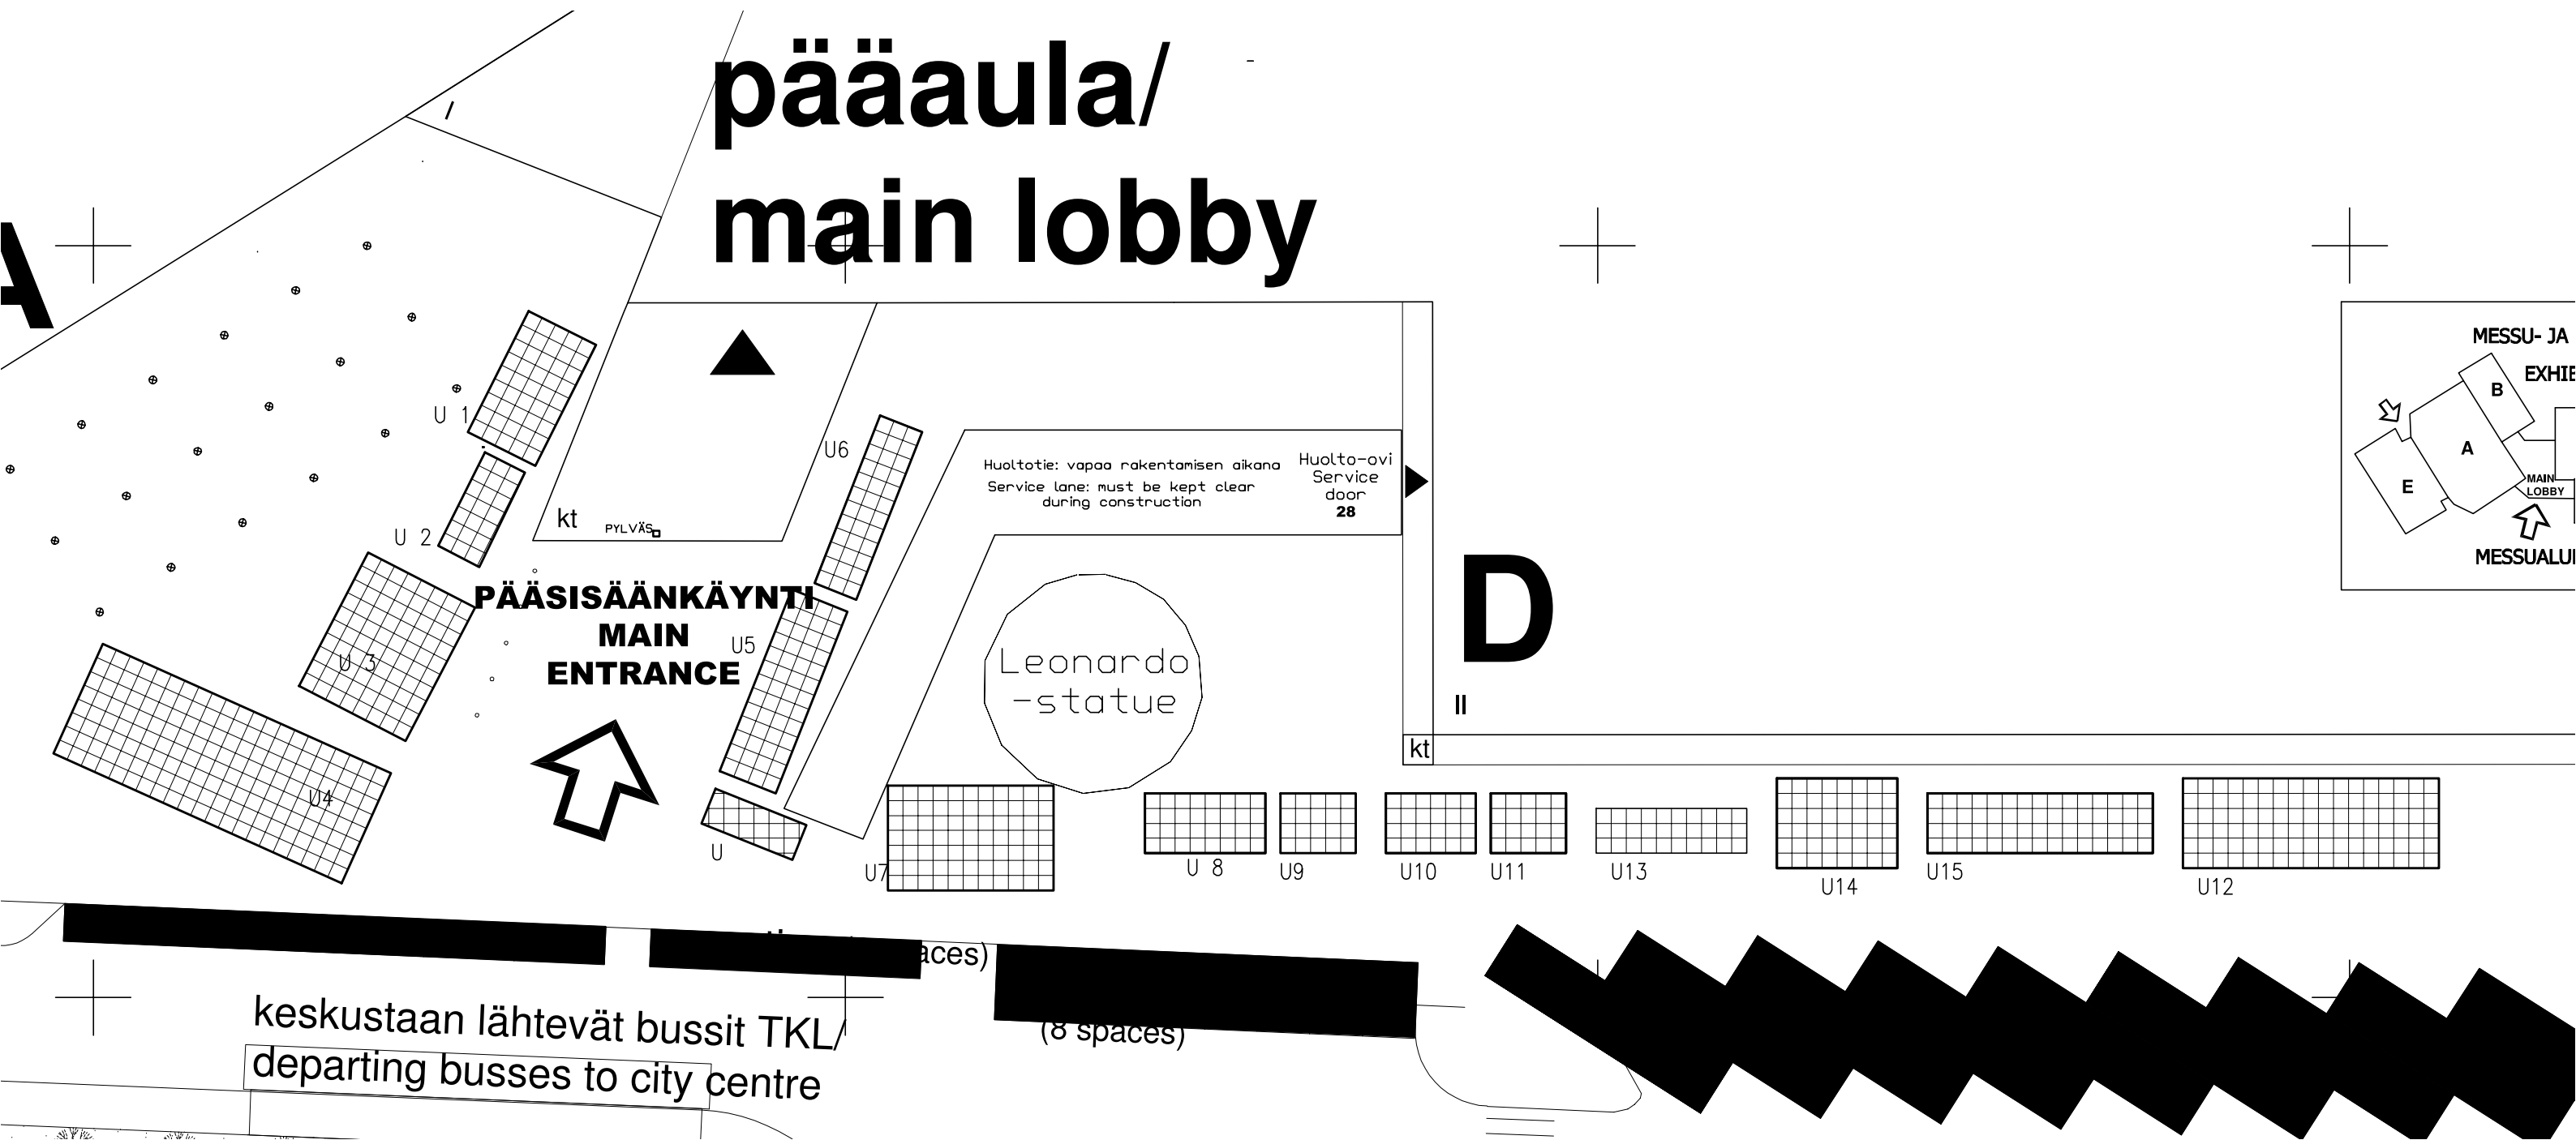 pääaula/
main lobby
A
MESSU- JA
B
A
E
MAIN
LOBBY
U 1
U6
Huoltotie: vapaa rakentamisen aikana
Service lane: must be kept clear
during construction
Huolto-ovi
Service
door
28
kt
PYLVÄS
U 2
PÄÄSISÄÄNKÄYNTI
MAIN
ENTRANCE
U5
U 3
Leonardo
-statue
D
II
kt
U4
U
U7
U 8
U9
U10
U11
U13
U14
U15
U12
(8 spaces)
keskustaan lähtevät bussit TKL/
departing busses to city centre